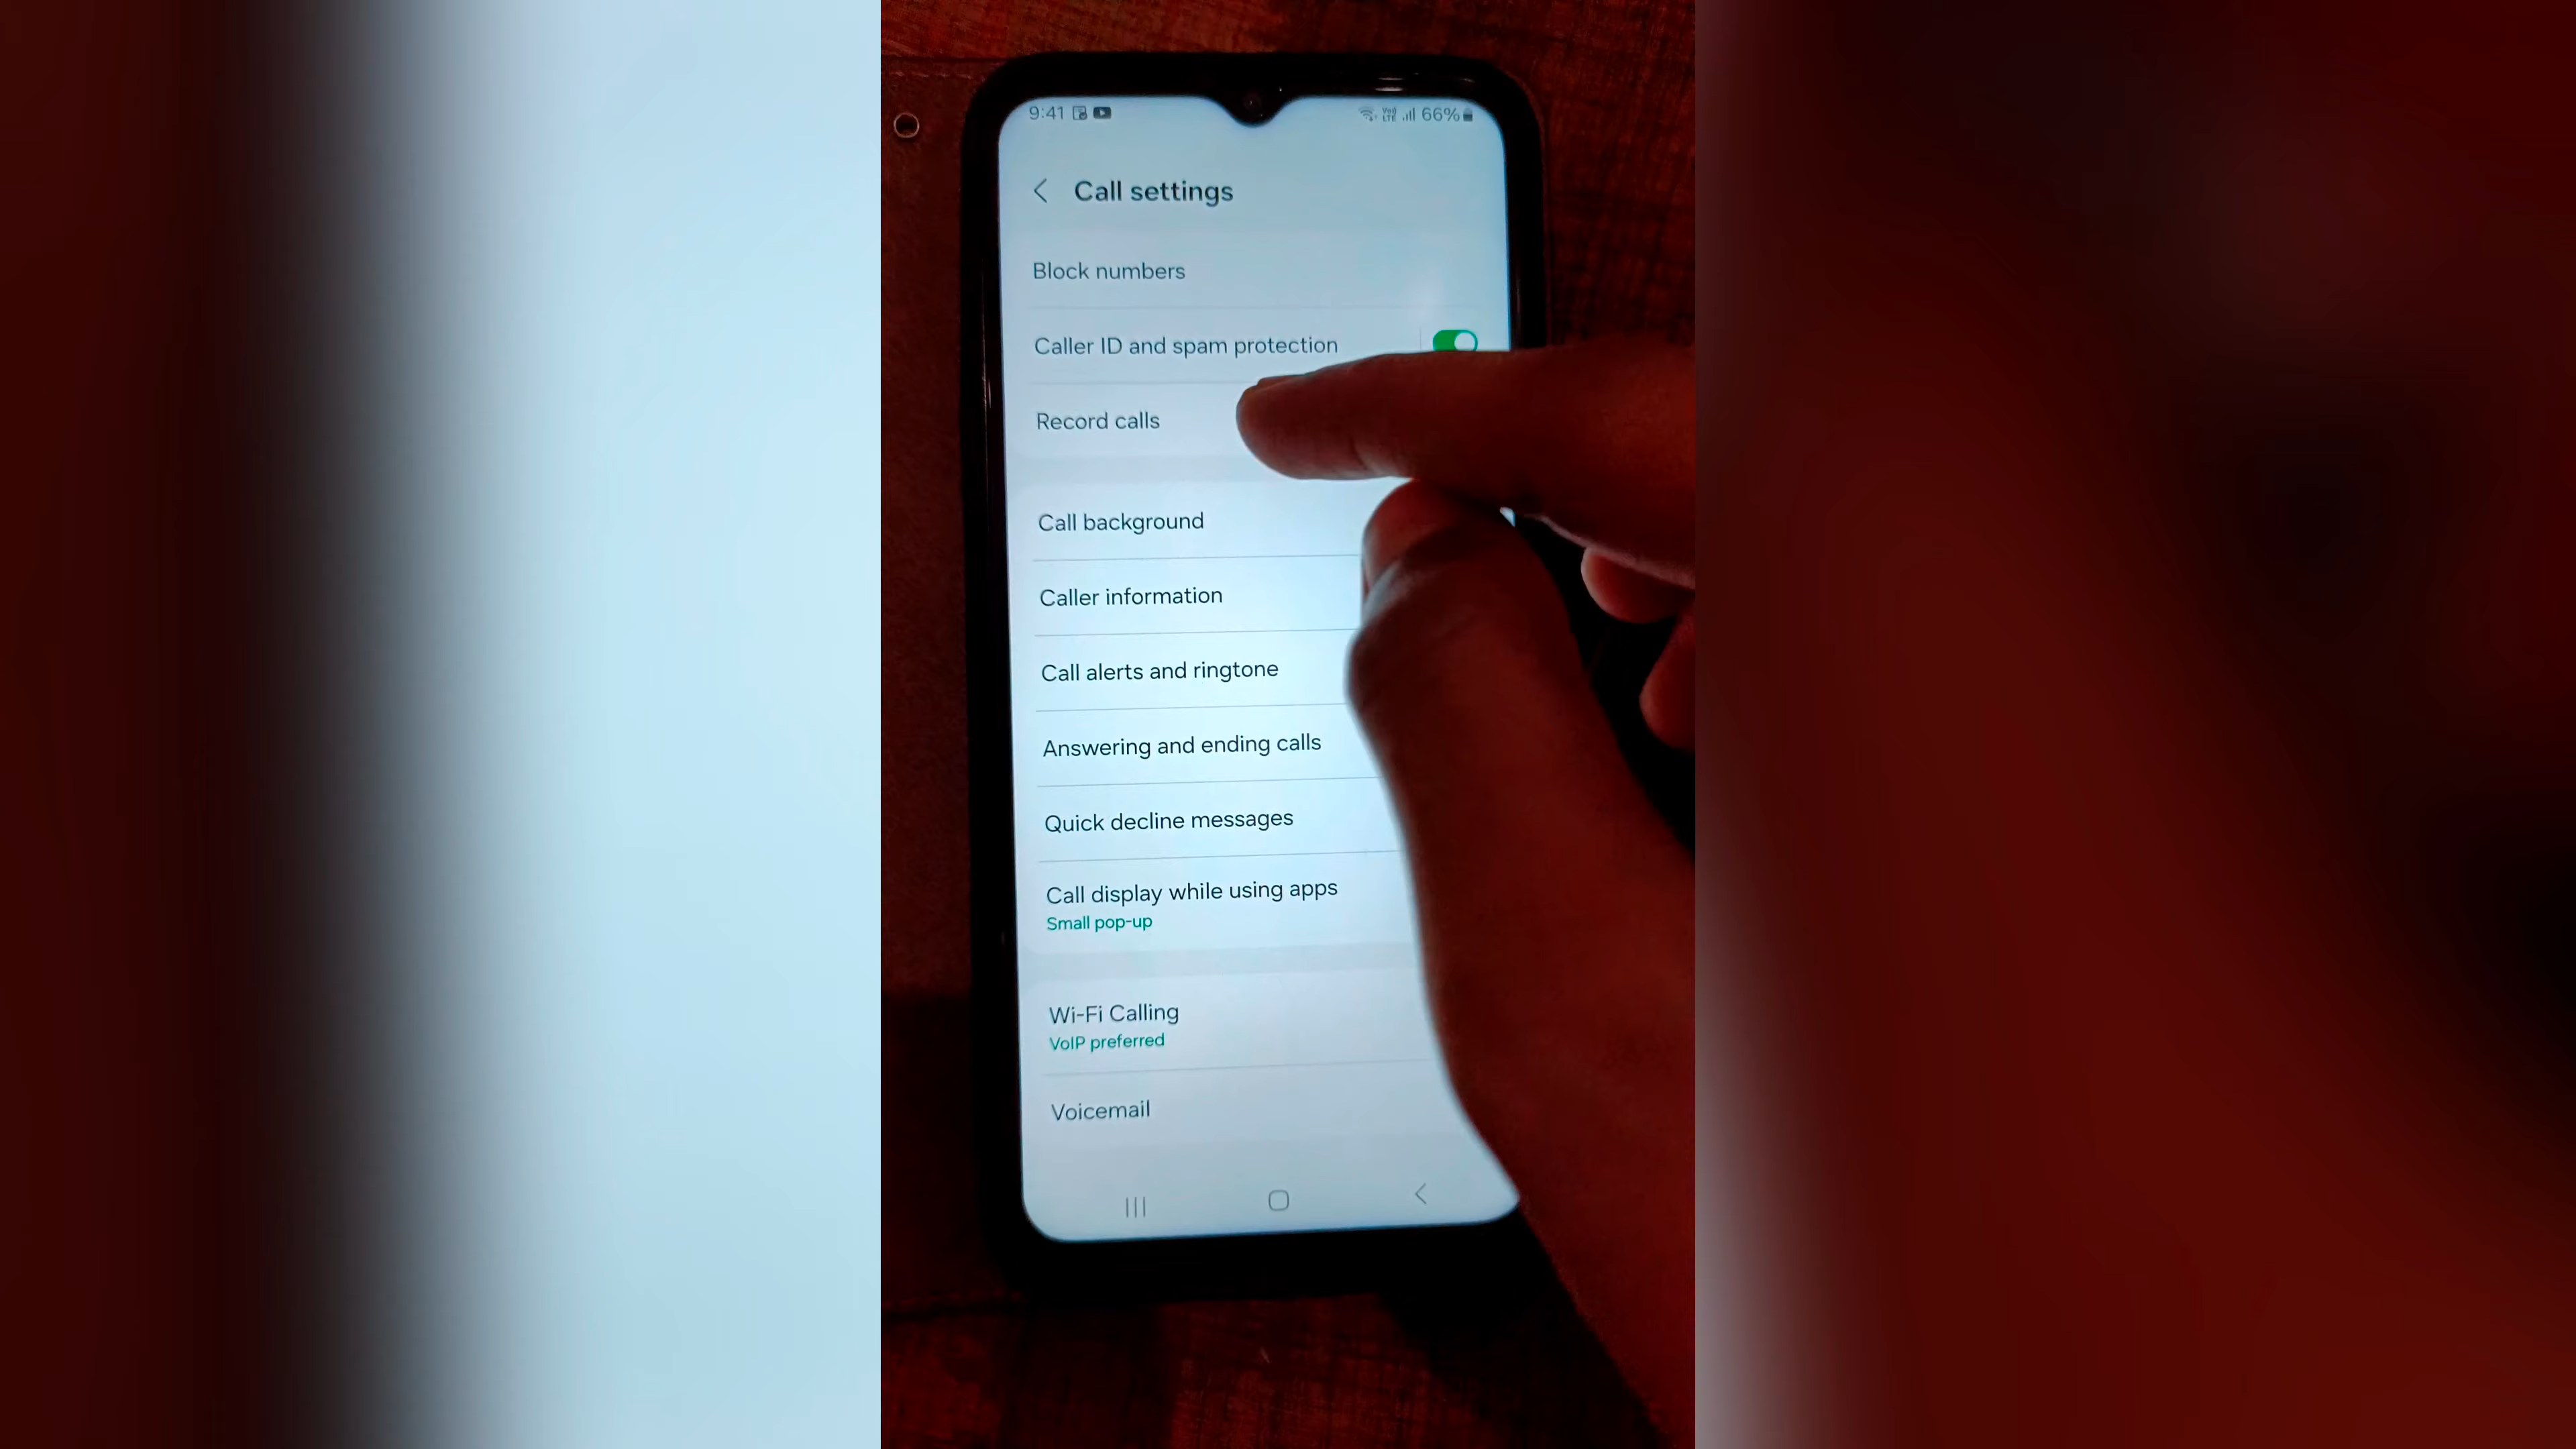 9:41
66%
Call settings
Block numbers
Caller ID and spam protection
Record calls
Call background
Caller information
Call alerts and ringtone
Answering and ending calls
Quick decline messages
Call display while using apps
Small pop-up
Wi-Fi Calling
VoIP preferred
Voicemail